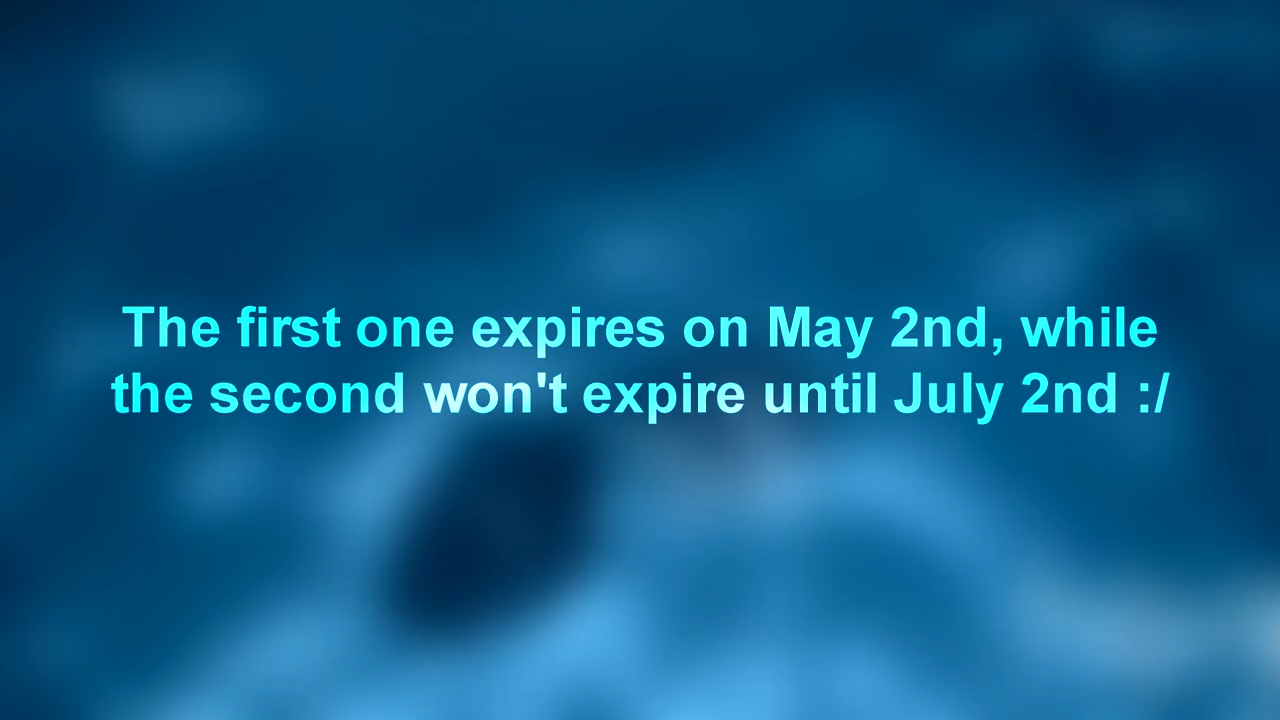 The first one expires on May 2nd, while
the second won't expire until July 2nd :/